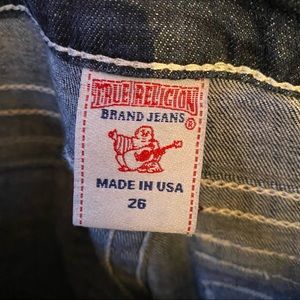 TRUE RELIGION
BRAND JEANS®
MADE IN USA
26